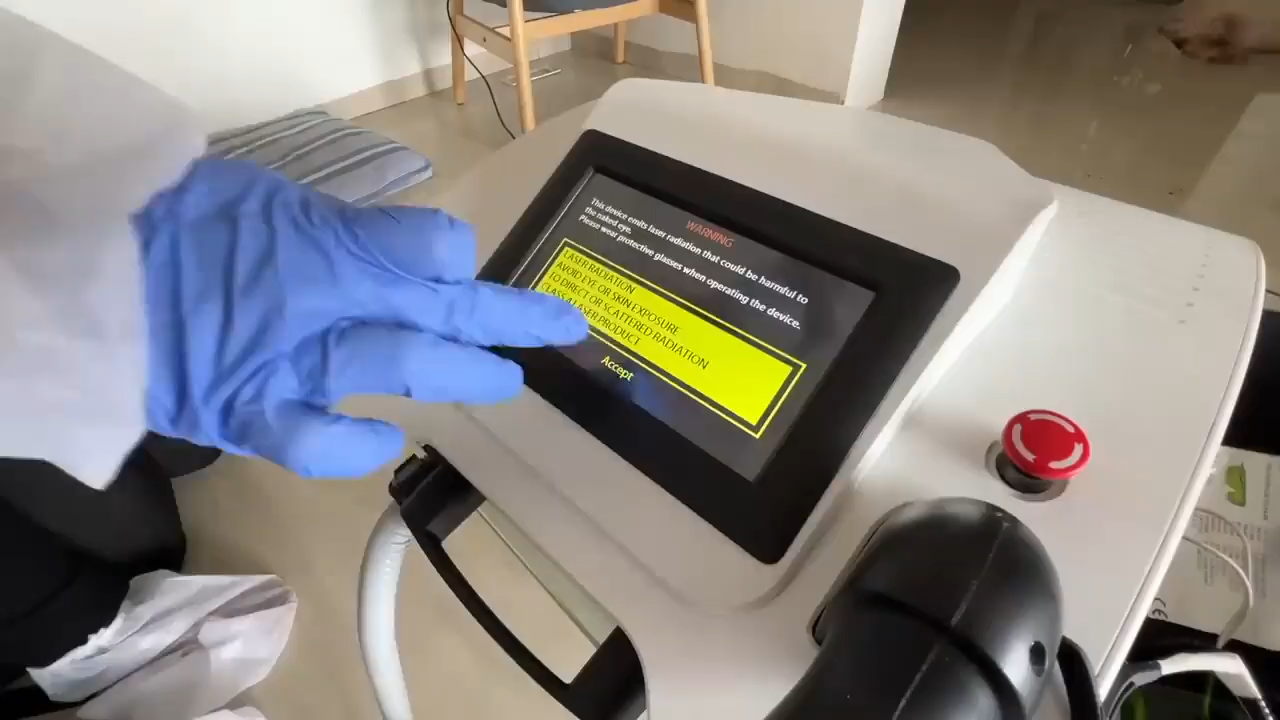 WARNING
This device emits laser radiation that could be harmful to
the naked eye.
Please wear protective glasses when operating the device.
LASER RADIATION
AVOID EYE OR SKIN EXPOSURE
TO DIRECT OR SCATTERED RADIATION
CLASS 4 LASER PRODUCT
Accept
CE